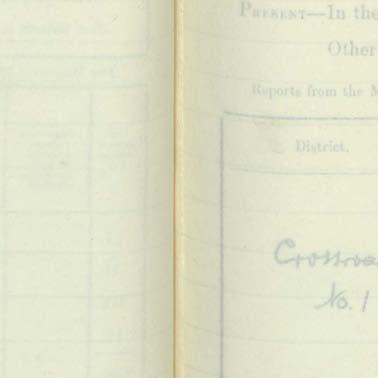 PRESENT—In the
Other
Reports from the M
District.
Crossroa
No. 1